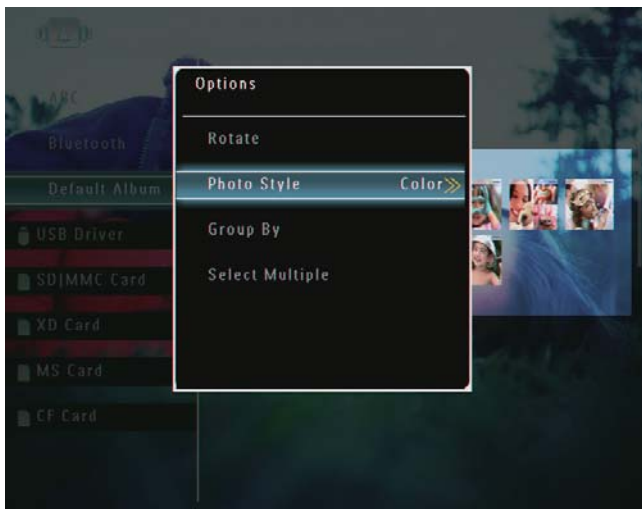 ABC
Bluetooth
Default Album
USB Driver
SD|MMC Card
XD Card
MS Card
CF Card
Options
Rotate
Photo Style Color
Group By
Select Multiple